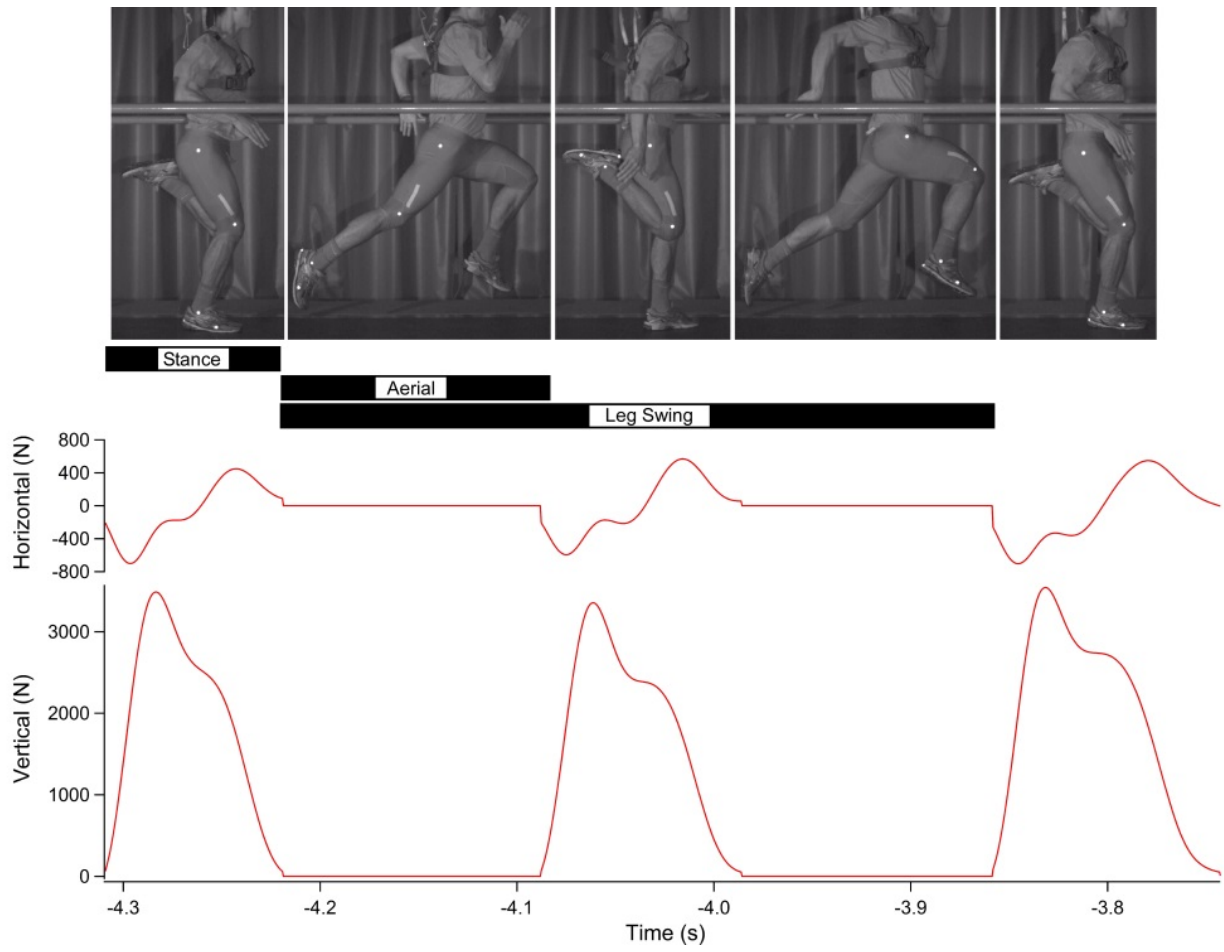 Stance
Aerial
Leg Swing
Horizontal (N)
800
400
0
-400
-800
Vertical (N)
3000
2000
1000
0
-4.3 -4.2 -4.1 -4.0 -3.9 -3.8
Time (s)